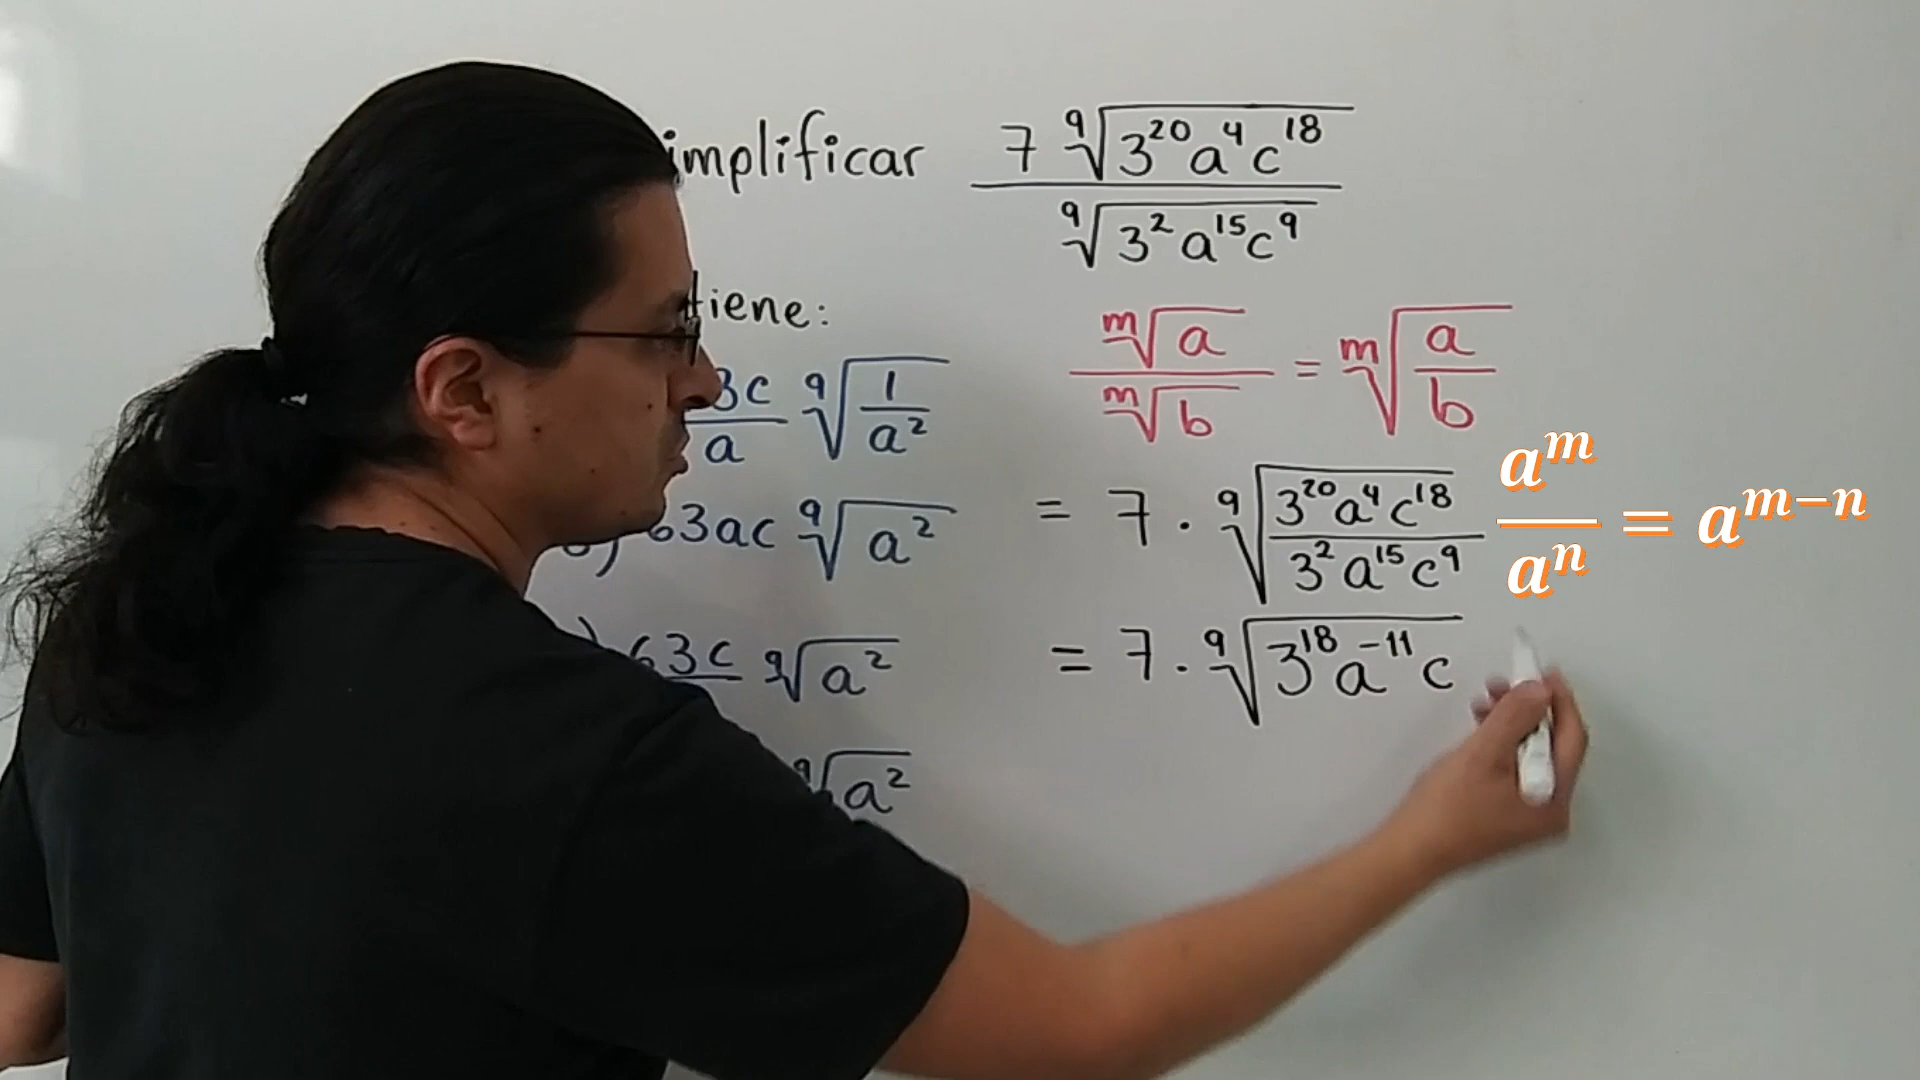 implificar 7 ⁹√(3²⁰a⁴c¹⁸) / ⁹√(3²a¹⁵c⁹)
tiene:
3c/a ⁹√(1/a²)
63ac ⁹√(a²)
63c ⁹√(a²)
⁹√(a²)
ᵐ√a / ᵐ√b = ᵐ√(a/b)
= 7 · ⁹√(3²⁰a⁴c¹⁸ / 3²a¹⁵c⁹)
aᵐ/aⁿ = aᵐ⁻ⁿ
= 7 · ⁹√(3¹⁸a⁻¹¹c